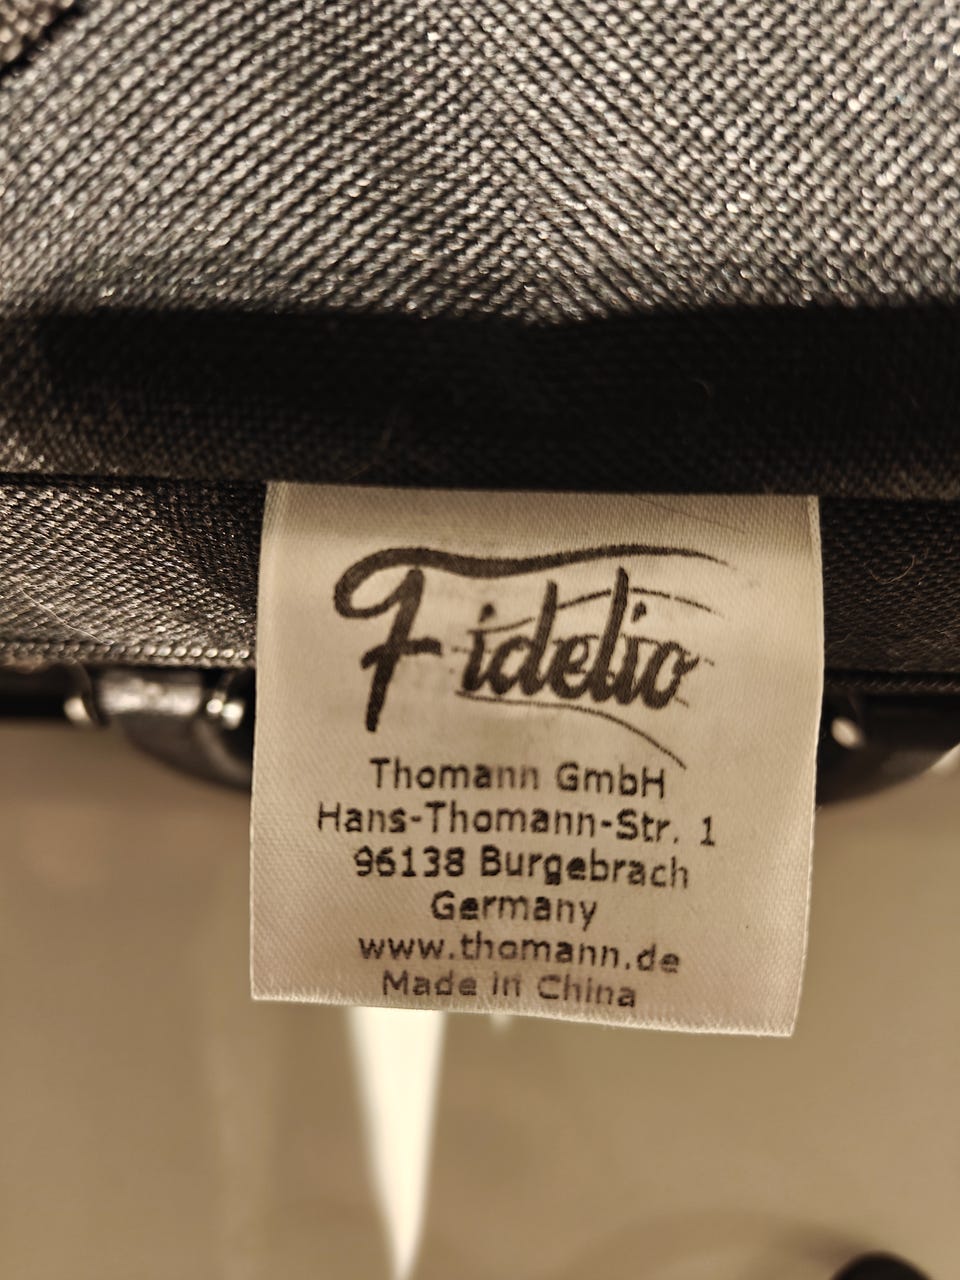 Fidelio
Thomann GmbH
Hans-Thomann-Str. 1
96138 Burgebrach
Germany
www.thomann.de
Made in China